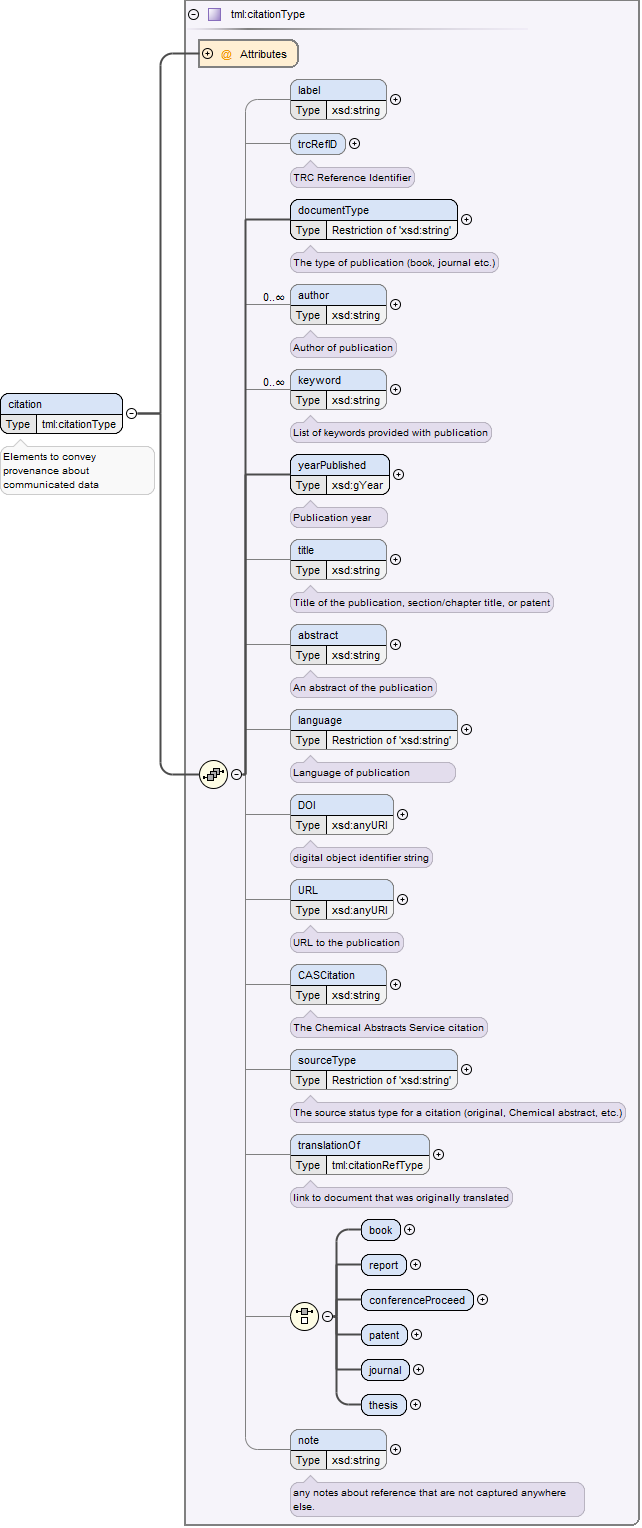 tml:citationType
@ Attributes
label
Type xsd:string
trcRefID
TRC Reference Identifier
documentType
Type Restriction of 'xsd:string'
The type of publication (book, journal etc.)
0..∞
author
Type xsd:string
Author of publication
0..∞
keyword
Type xsd:string
List of keywords provided with publication
citation
Type tml:citationType
Elements to convey
provenance about
communicated data
yearPublished
Type xsd:gYear
Publication year
title
Type xsd:string
Title of the publication, section/chapter title, or patent
abstract
Type xsd:string
An abstract of the publication
language
Type Restriction of 'xsd:string'
Language of publication
DOI
Type xsd:anyURI
digital object identifier string
URL
Type xsd:anyURI
URL to the publication
CASCitation
Type xsd:string
The Chemical Abstracts Service citation
sourceType
Type Restriction of 'xsd:string'
The source status type for a citation (original, Chemical abstract, etc.)
translationOf
Type tml:citationRefType
link to document that was originally translated
book
report
conferenceProceed
patent
journal
thesis
note
Type xsd:string
any notes about reference that are not captured anywhere
else.